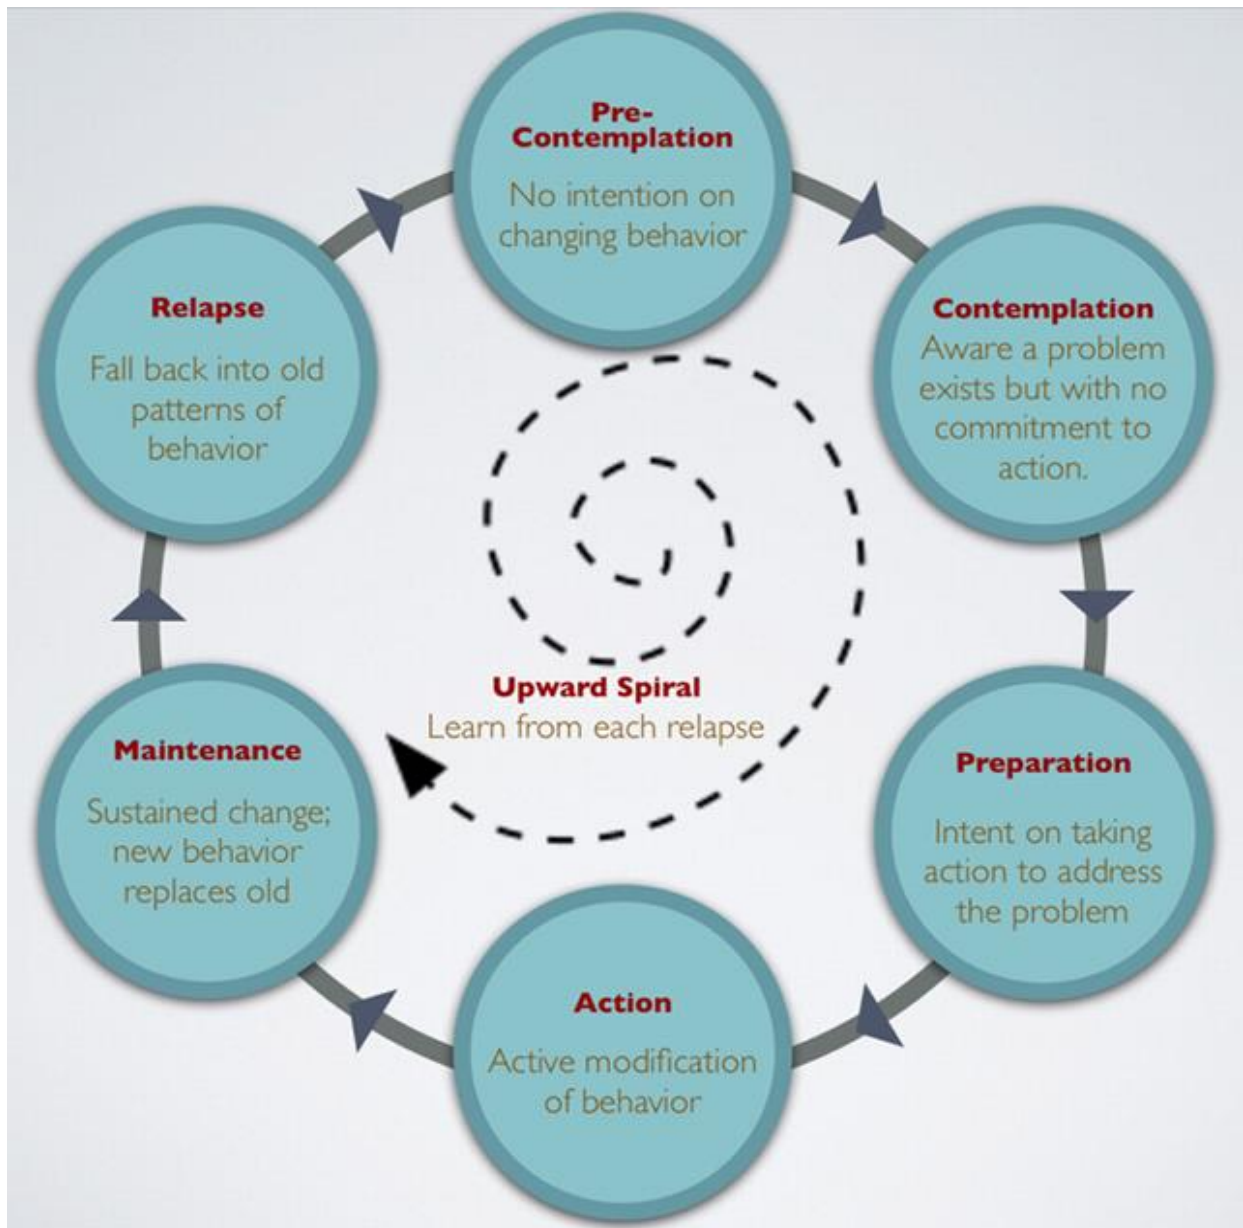 Pre-
Contemplation
No intention on
changing behavior
Contemplation
Aware a problem
exists but with no
commitment to
action.
Preparation
Intent on taking
action to address
the problem
Action
Active modification
of behavior
Maintenance
Sustained change;
new behavior
replaces old
Relapse
Fall back into old
patterns of
behavior
Upward Spiral
Learn from each relapse